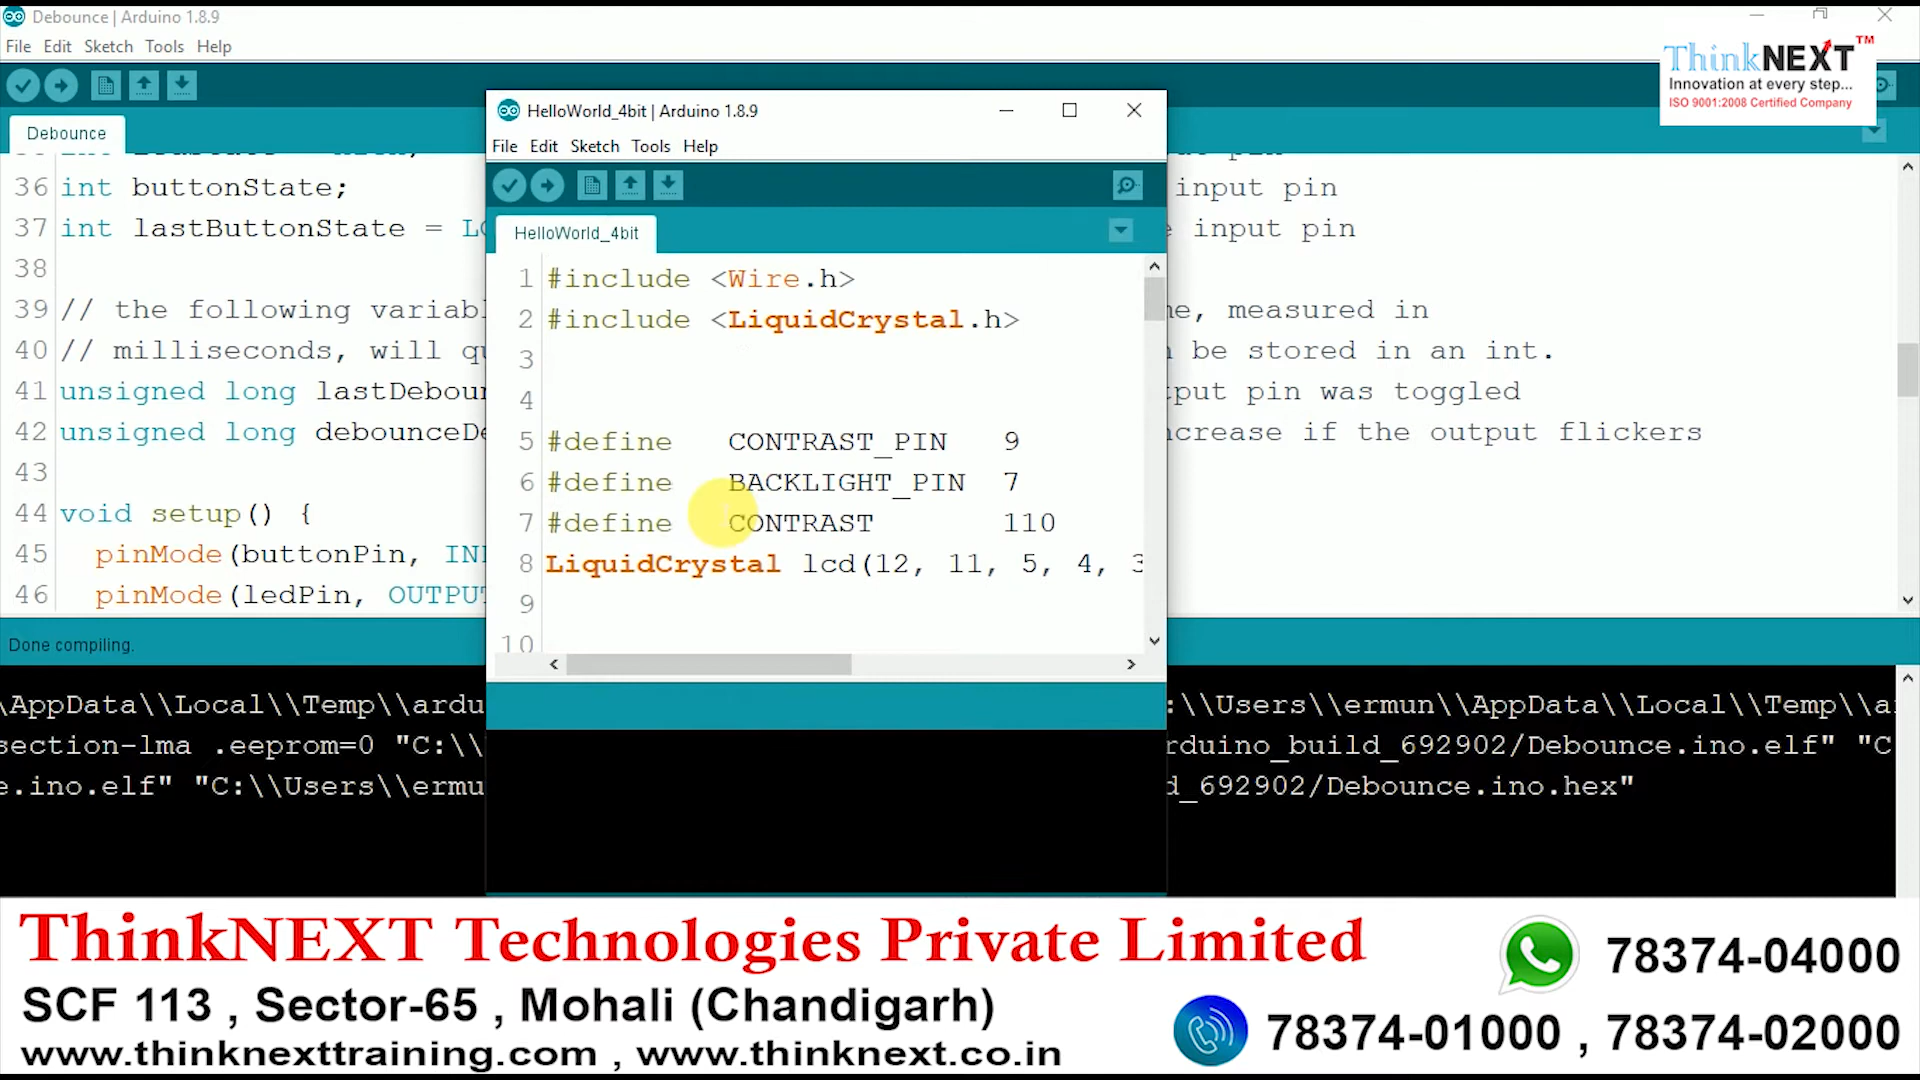 Debounce | Arduino 1.8.9
File Edit Sketch Tools Help
ThinkNEXT™
Innovation at every step...
ISO 9001:2008 Certified Company
Debounce
36 int buttonState; input pin
37 int lastButtonState = input pin
38
39 // the following measured in
40 // milliseconds, will be stored in an int.
41 unsigned long pin was toggled
42 unsigned long if the output flickers
43
44 void setup() {
45 pinMode(buttonPin,
46 pinMode(ledPin,
Done compiling.
HelloWorld_4bit | Arduino 1.8.9
File Edit Sketch Tools Help
HelloWorld_4bit
1 #include <Wire.h>
2 #include <LiquidCrystal.h>
3
4
5 #define CONTRAST_PIN 9
6 #define BACKLIGHT_PIN 7
7 #define CONTRAST 110
8 LiquidCrystal lcd(12, 11, 5, 4, 3
9
10
\AppData\\Local\\Temp\\ardu :\\Users\\ermun\\AppData\\Local\\Temp\\a
section-lma .eeprom=0 "C:\\ rduino_build_692902/Debounce.ino.elf" "C
e.ino.elf" "C:\\Users\\ermu d_692902/Debounce.ino.hex"
ThinkNEXT Technologies Private Limited
SCF 113 , Sector-65 , Mohali (Chandigarh)
www.thinknexttraining.com , www.thinknext.co.in
78374-04000
78374-01000 , 78374-02000